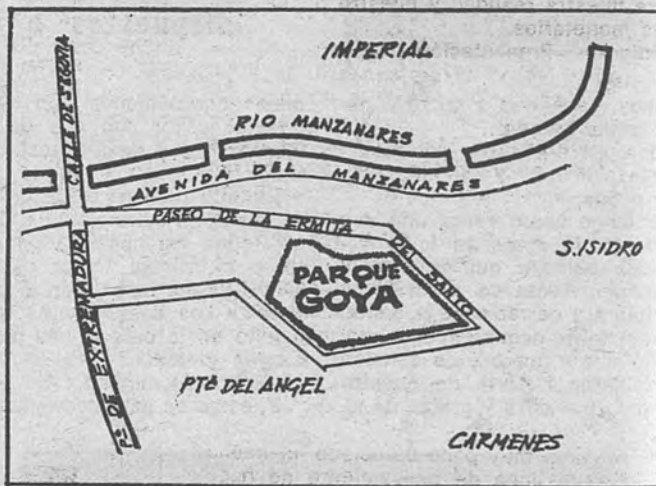 IMPERIAL
CALLE DE SEGOVIA
RIO MANZANARES
AVENIDA DEL MANZANARES
PASEO DE LA ERMITA DEL SANTO
S. ISIDRO
PARQUE
GOYA
Pº DE EXTREMADURA
PTE DEL ANGEL
CARMENES